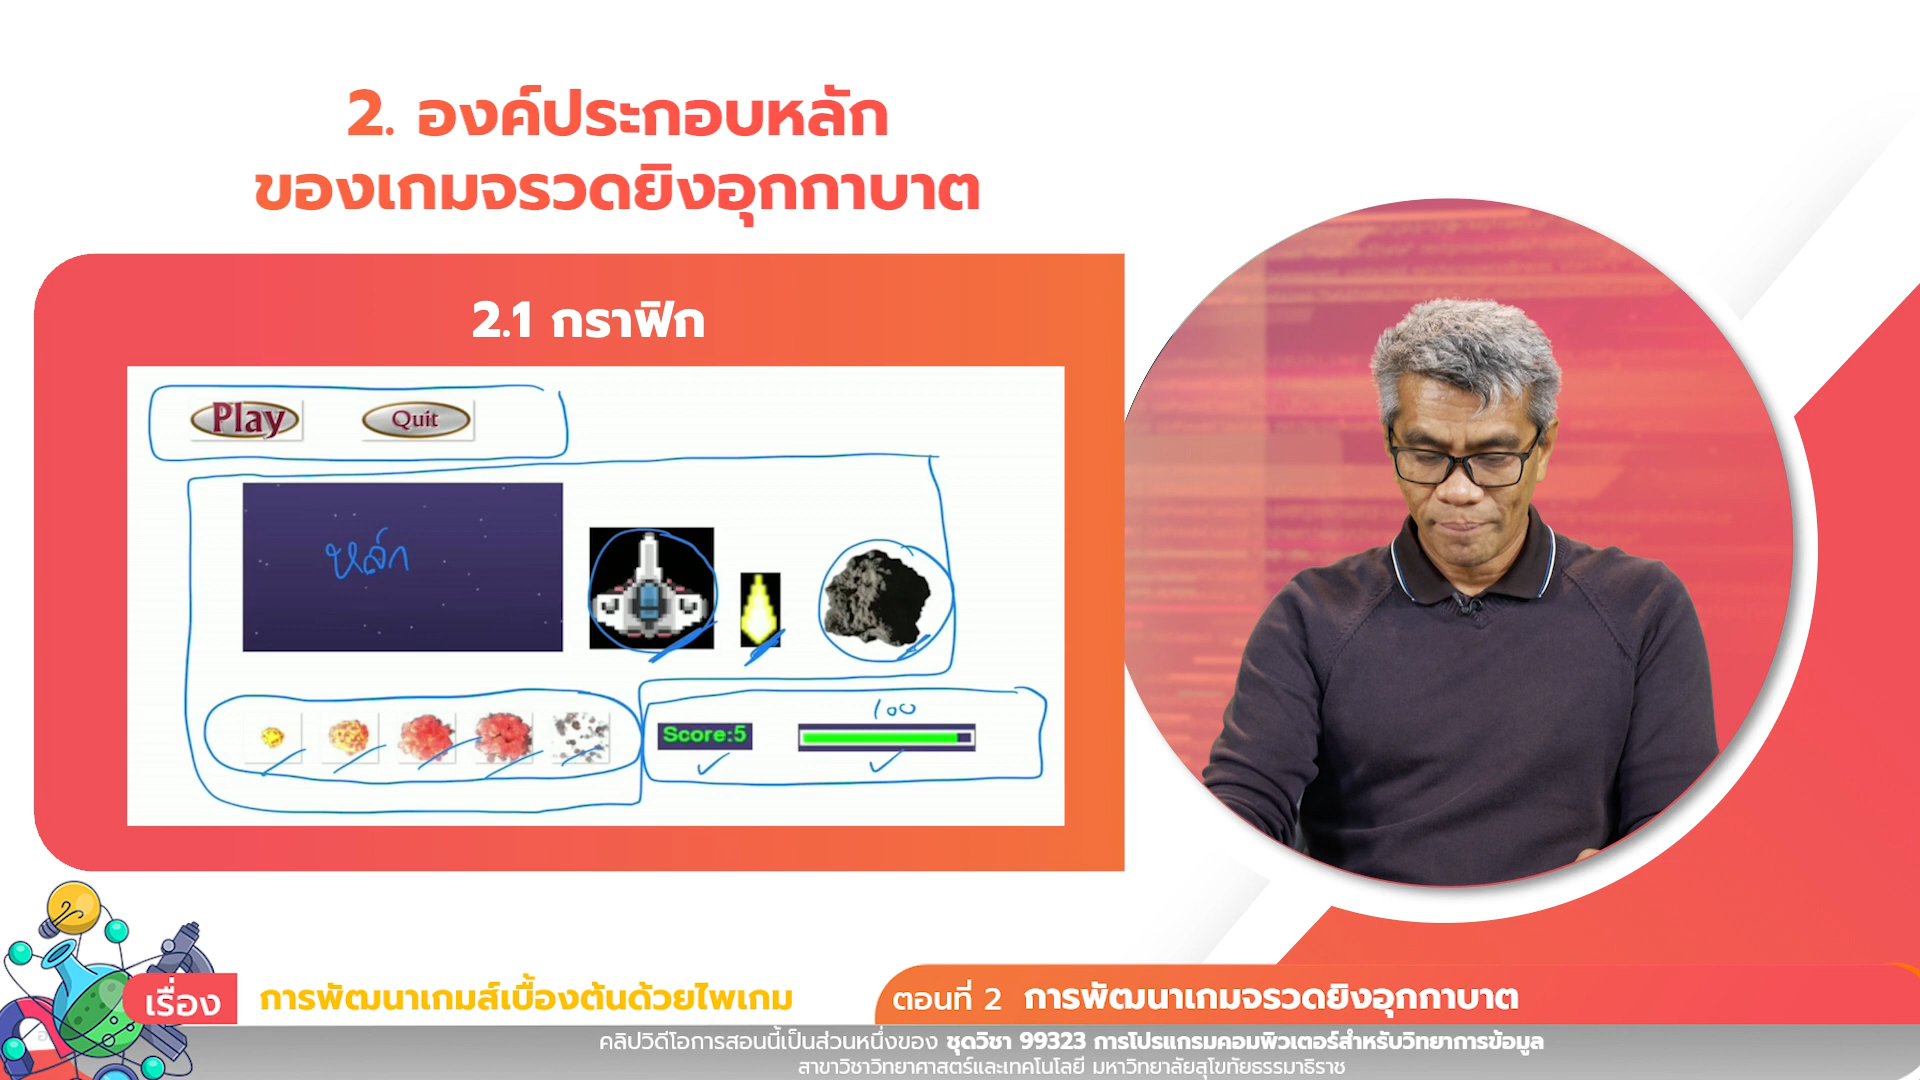 2. องค์ประกอบหลัก
ของเกมจรวดยิงอุกกาบาต
2.1 กราฟิก
Play
Quit
หลัก
100
Score:5
เรื่อง
การพัฒนาเกมส์เบื้องต้นด้วยไพเกม
ตอนที่ 2 การพัฒนาเกมจรวดยิงอุกกาบาต
คลิปวิดีโอการสอนนี้เป็นส่วนหนึ่งของ ชุดวิชา 99323 การโปรแกรมคอมพิวเตอร์สำหรับวิทยาการข้อมูล
สาขาวิชาวิทยาศาสตร์และเทคโนโลยี มหาวิทยาลัยสุโขทัยธรรมาธิราช